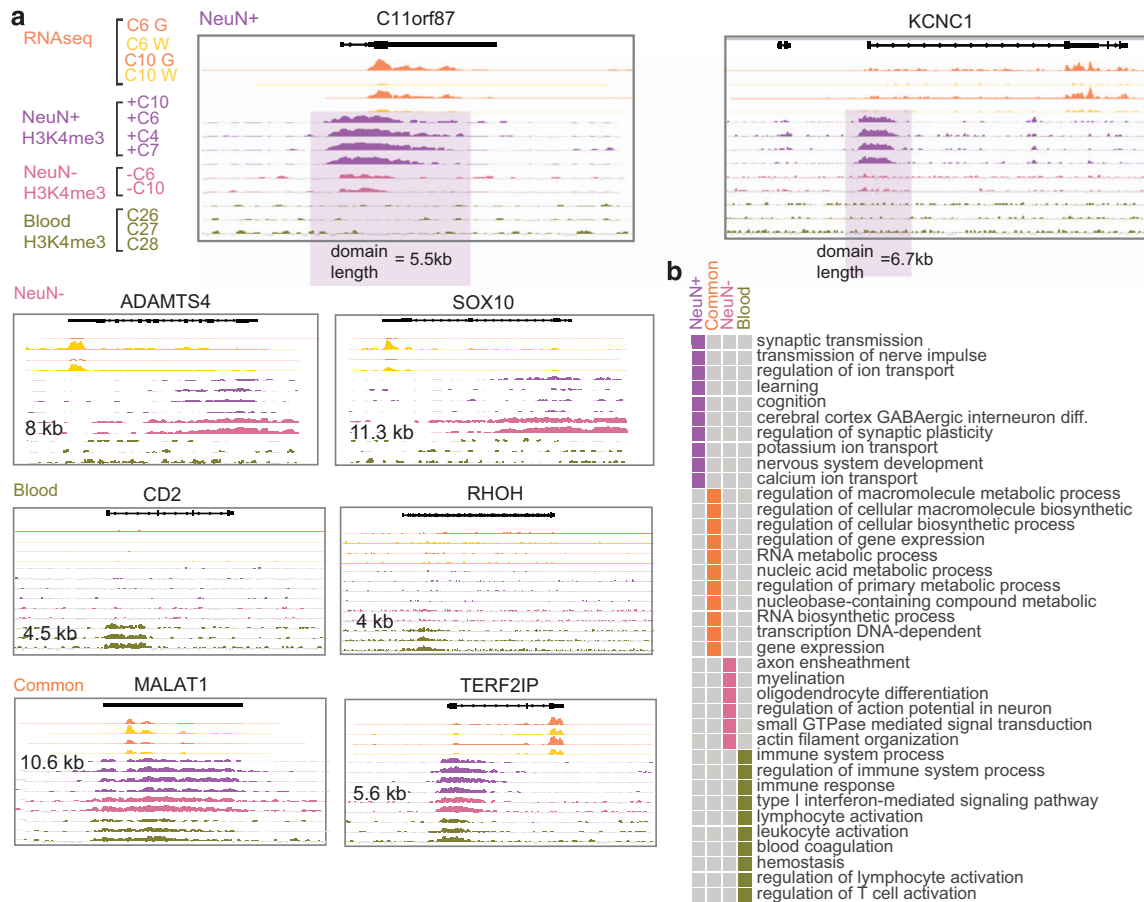 a
NeuN+
C11orf87
KCNC1
RNAseq
C6 G
C6 W
C10 G
C10 W
NeuN+
H3K4me3
+C10
+C6
+C4
+C7
NeuN-
H3K4me3
-C6
-C10
Blood
H3K4me3
C26
C27
C28
domain
length
= 5.5kb
domain
length
=6.7kb
NeuN-
ADAMTS4
SOX10
8 kb
11.3 kb
Blood
CD2
RHOH
4.5 kb
4 kb
Common
MALAT1
TERF2IP
10.6 kb
5.6 kb
b
NeuN+
Common
NeuN-
Blood
synaptic transmission
transmission of nerve impulse
regulation of ion transport
learning
cognition
cerebral cortex GABAergic interneuron diff.
regulation of synaptic plasticity
potassium ion transport
nervous system development
calcium ion transport
regulation of macromolecule metabolic process
regulation of cellular macromolecule biosynthetic
regulation of cellular biosynthetic process
regulation of gene expression
RNA metabolic process
nucleic acid metabolic process
regulation of primary metabolic process
nucleobase-containing compound metabolic
RNA biosynthetic process
transcription DNA-dependent
gene expression
axon ensheathment
myelination
oligodendrocyte differentiation
regulation of action potential in neuron
small GTPase mediated signal transduction
actin filament organization
immune system process
regulation of immune system process
immune response
type I interferon-mediated signaling pathway
lymphocyte activation
leukocyte activation
blood coagulation
hemostasis
regulation of lymphocyte activation
regulation of T cell activation